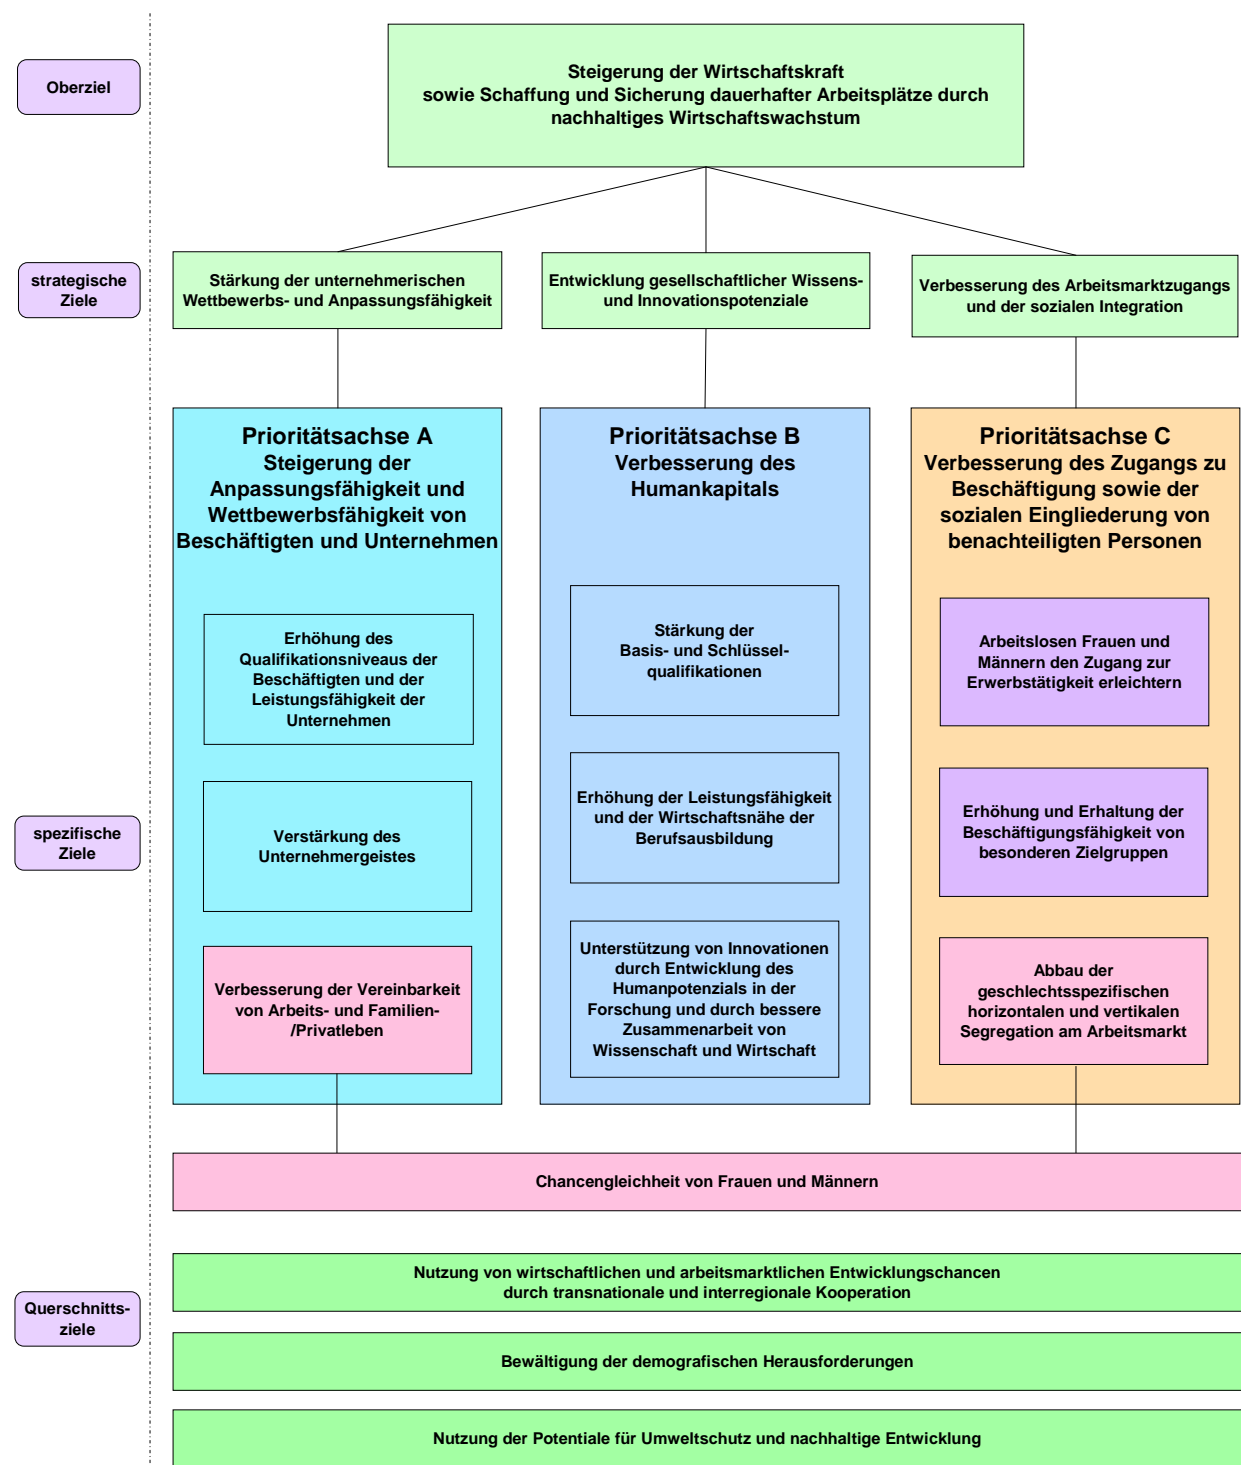 Oberziel
Steigerung der Wirtschaftskraft
sowie Schaffung und Sicherung dauerhafter Arbeitsplätze durch
nachhaltiges Wirtschaftswachstum
strategische
Ziele
Stärkung der unternehmerischen
Wettbewerbs- und Anpassungsfähigkeit
Entwicklung gesellschaftlicher Wissens-
und Innovationspotenziale
Verbesserung des Arbeitsmarktzugangs
und der sozialen Integration
Prioritätsachse A
Steigerung der
Anpassungsfähigkeit und
Wettbewerbsfähigkeit von
Beschäftigten und Unternehmen
Prioritätsachse B
Verbesserung des
Humankapitals
Prioritätsachse C
Verbesserung des Zugangs zu
Beschäftigung sowie der
sozialen Eingliederung von
benachteiligten Personen
spezifische
Ziele
Erhöhung des
Qualifikationsniveaus der
Beschäftigten und der
Leistungsfähigkeit der
Unternehmen
Stärkung der
Basis- und Schlüssel-
qualifikationen
Arbeitslosen Frauen und
Männern den Zugang zur
Erwerbstätigkeit erleichtern
Verstärkung des
Unternehmergeistes
Erhöhung der Leistungsfähigkeit
und der Wirtschaftsnähe der
Berufsausbildung
Erhöhung und Erhaltung der
Beschäftigungsfähigkeit von
besonderen Zielgruppen
Verbesserung der Vereinbarkeit
von Arbeits- und Familien-
/Privatleben
Unterstützung von Innovationen
durch Entwicklung des
Humanpotenzials in der
Forschung und durch bessere
Zusammenarbeit von
Wissenschaft und Wirtschaft
Abbau der
geschlechtsspezifischen
horizontalen und vertikalen
Segregation am Arbeitsmarkt
Chancengleichheit von Frauen und Männern
Querschnitts-
ziele
Nutzung von wirtschaftlichen und arbeitsmarktlichen Entwicklungschancen
durch transnationale und interregionale Kooperation
Bewältigung der demografischen Herausforderungen
Nutzung der Potentiale für Umweltschutz und nachhaltige Entwicklung